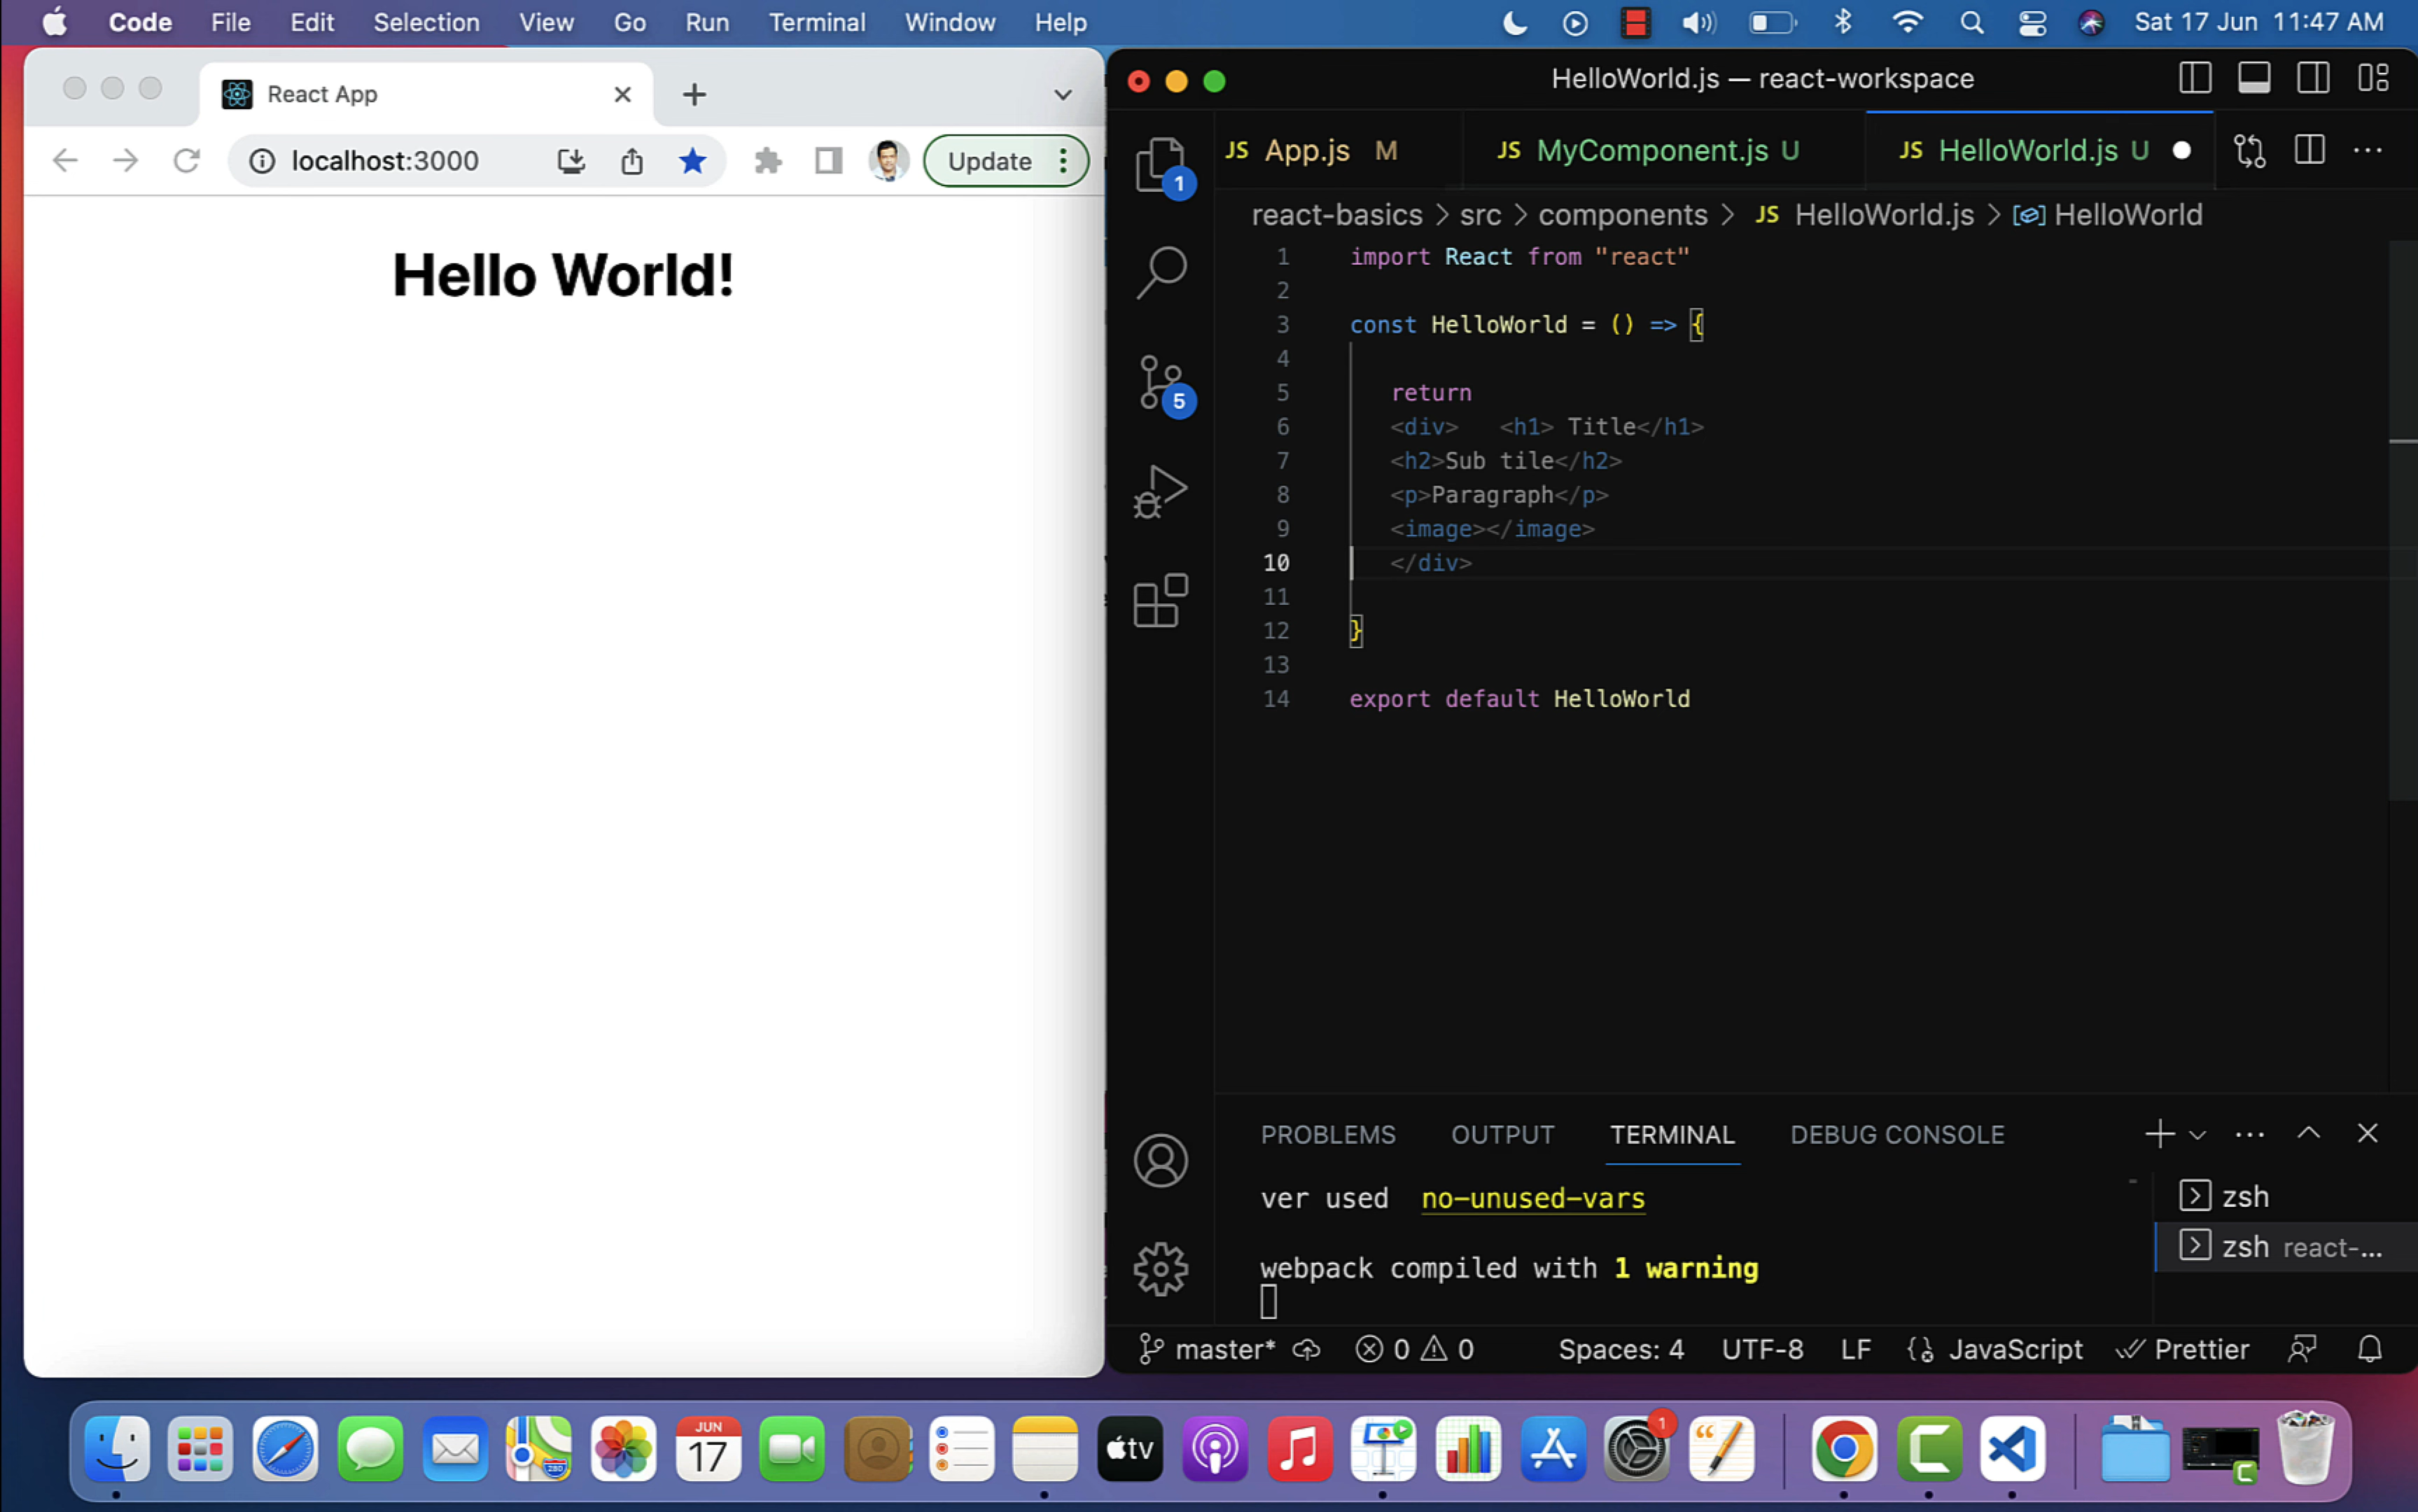 Code File Edit Selection View Go Run Terminal Window Help Sat 17 Jun 11:47 AM
React App
localhost:3000 Update
Hello World!
HelloWorld.js — react-workspace
JS App.js M JS MyComponent.js U JS HelloWorld.js U
react-basics > src > components > JS HelloWorld.js > HelloWorld
1
5
1 import React from "react"
2
3 const HelloWorld = () => {
4
5 return
6 <div>   <h1> Title</h1>
7 <h2>Sub tile</h2>
8 <p>Paragraph</p>
9 <image></image>
10 </div>
11
12 }
13
14 export default HelloWorld
PROBLEMS OUTPUT TERMINAL DEBUG CONSOLE
ver used no-unused-vars
webpack compiled with 1 warning
zsh
zsh react-...
master* 0 0 Spaces: 4 UTF-8 LF JavaScript Prettier
280
JUN
17
tv
1